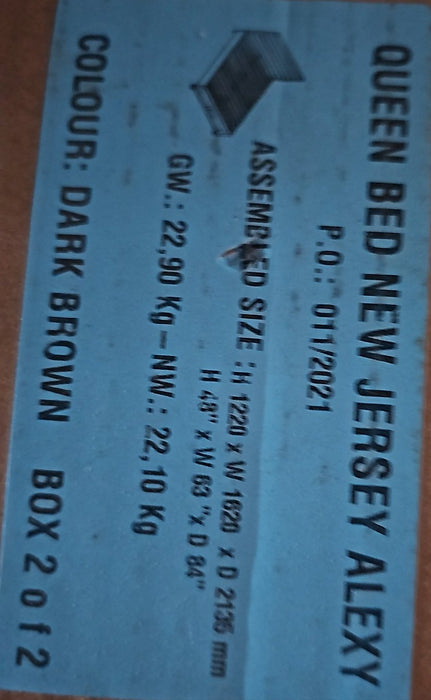 QUEEN BED NEW JERSEY ALEXY
P.O.: 011/2021
ASSEMBLED SIZE : H 1220 x W 1620 x D 2135 mm
H 48" x W 63 "x D 84"
GW.: 22,90 Kg – NW.: 22,10 Kg
COLOUR: DARK BROWN BOX 2 of 2